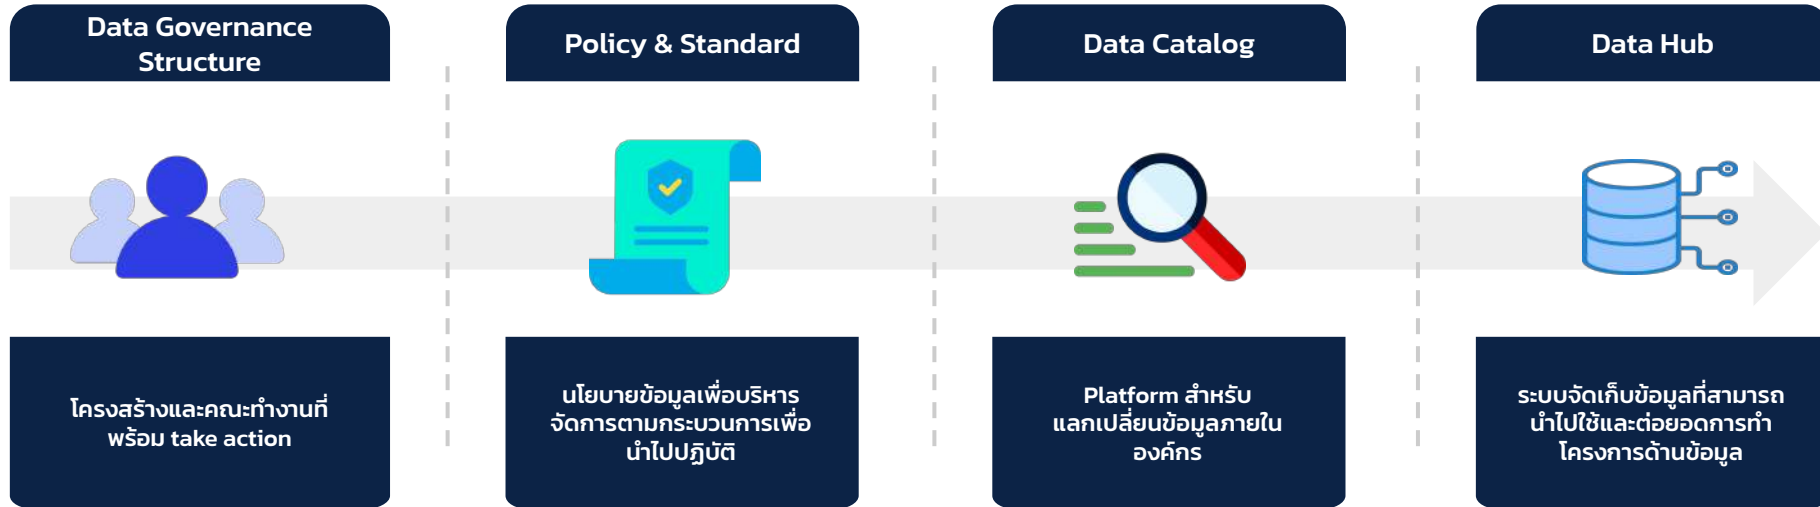 Data Governance
Structure
Policy & Standard
Data Catalog
Data Hub
โครงสร้างและคณะทำงานที่
พร้อม take action
นโยบายข้อมูลเพื่อบริหาร
จัดการตามกระบวนการเพื่อ
นำไปปฏิบัติ
Platform สำหรับ
แลกเปลี่ยนข้อมูลภายใน
องค์กร
ระบบจัดเก็บข้อมูลที่สามารถ
นำไปใช้และต่อยอดการทำ
โครงการด้านข้อมูล